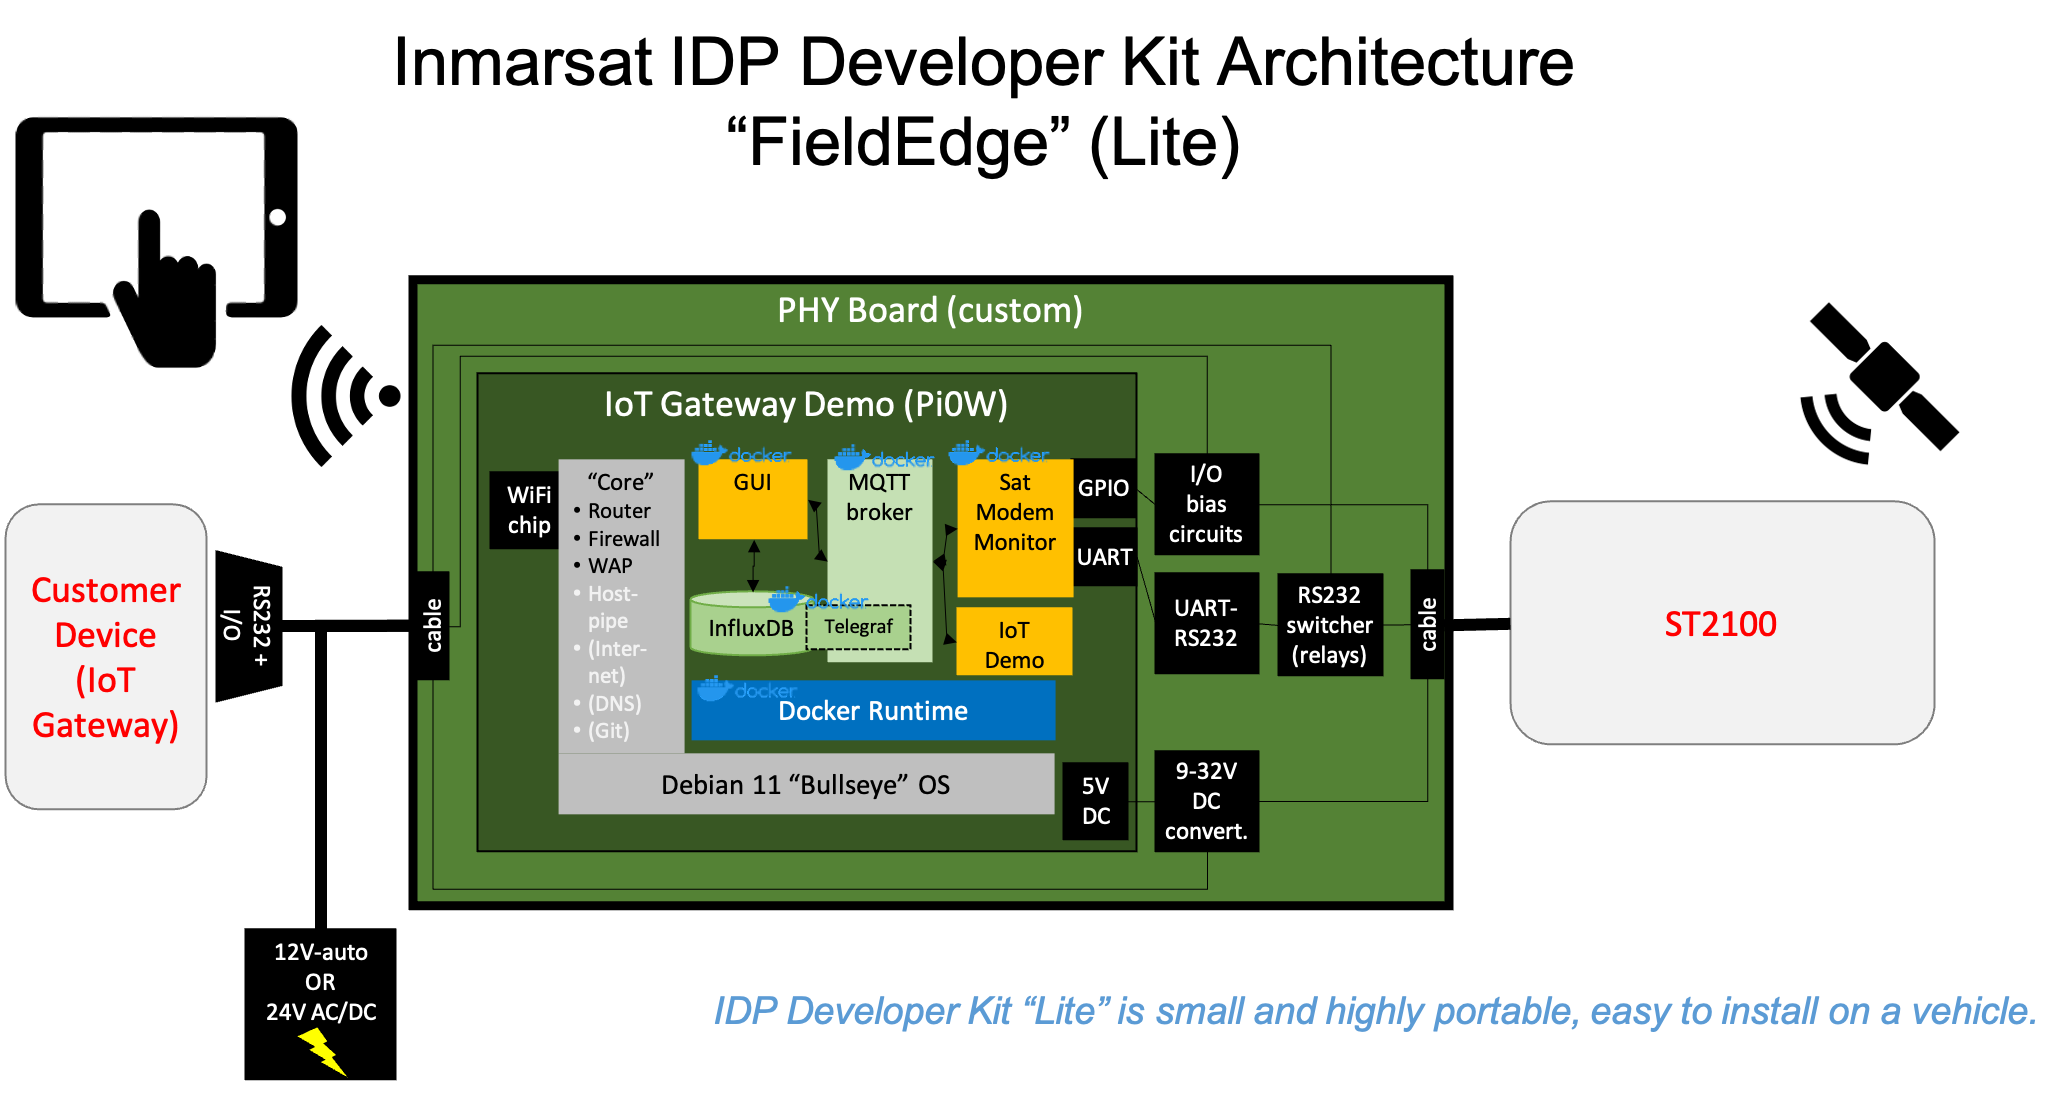 Inmarsat IDP Developer Kit Architecture
“FieldEdge” (Lite)
PHY Board (custom)
IoT Gateway Demo (Pi0W)
WiFi
chip
“Core”
• Router
• Firewall
• WAP
• Host-
pipe
• (Inter-
net)
• (DNS)
• (Git)
docker
GUI
docker
MQTT
broker
docker
Sat
Modem
Monitor
GPIO
UART
docker
InfluxDB
Telegraf
IoT
Demo
docker
Docker Runtime
Debian 11 “Bullseye” OS
5V
DC
I/O
bias
circuits
UART-
RS232
RS232
switcher
(relays)
9-32V
DC
convert.
cable
cable
Customer
Device
(IoT
Gateway)
RS232 +
I/O
ST2100
12V-auto
OR
24V AC/DC
IDP Developer Kit “Lite” is small and highly portable, easy to install on a vehicle.